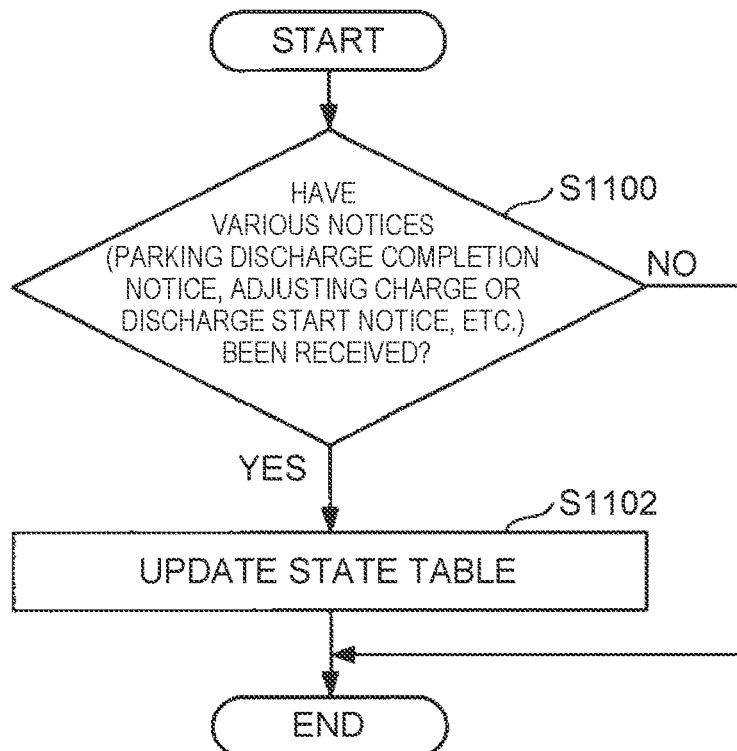 START
HAVE
VARIOUS NOTICES
(PARKING DISCHARGE COMPLETION
NOTICE, ADJUSTING CHARGE OR
DISCHARGE START NOTICE, ETC.)
BEEN RECEIVED?
S1100
NO
YES
S1102
UPDATE STATE TABLE
END